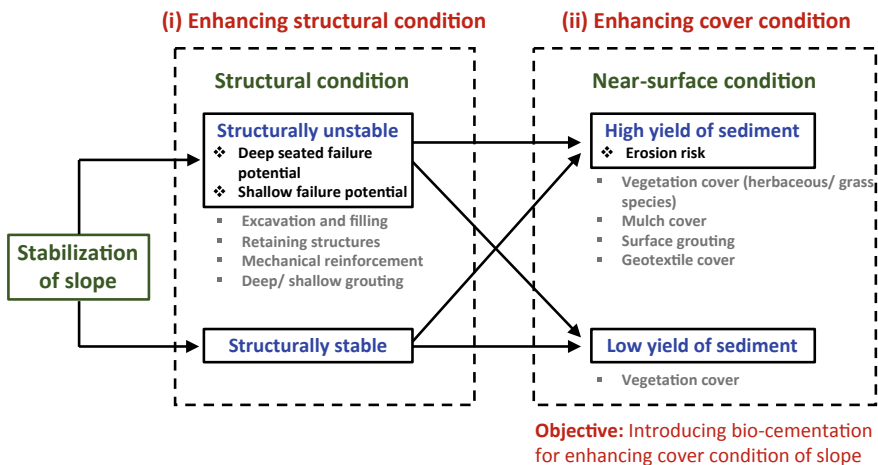 (i) Enhancing structural condition
(ii) Enhancing cover condition
Stabilization
of slope
Structural condition
Structurally unstable
❖ Deep seated failure
potential
❖ Shallow failure potential
▪ Excavation and filling
▪ Retaining structures
▪ Mechanical reinforcement
▪ Deep/ shallow grouting
Structurally stable
Near-surface condition
High yield of sediment
❖ Erosion risk
▪ Vegetation cover (herbaceous/ grass
species)
▪ Mulch cover
▪ Surface grouting
▪ Geotextile cover
Low yield of sediment
▪ Vegetation cover
Objective: Introducing bio-cementation
for enhancing cover condition of slope